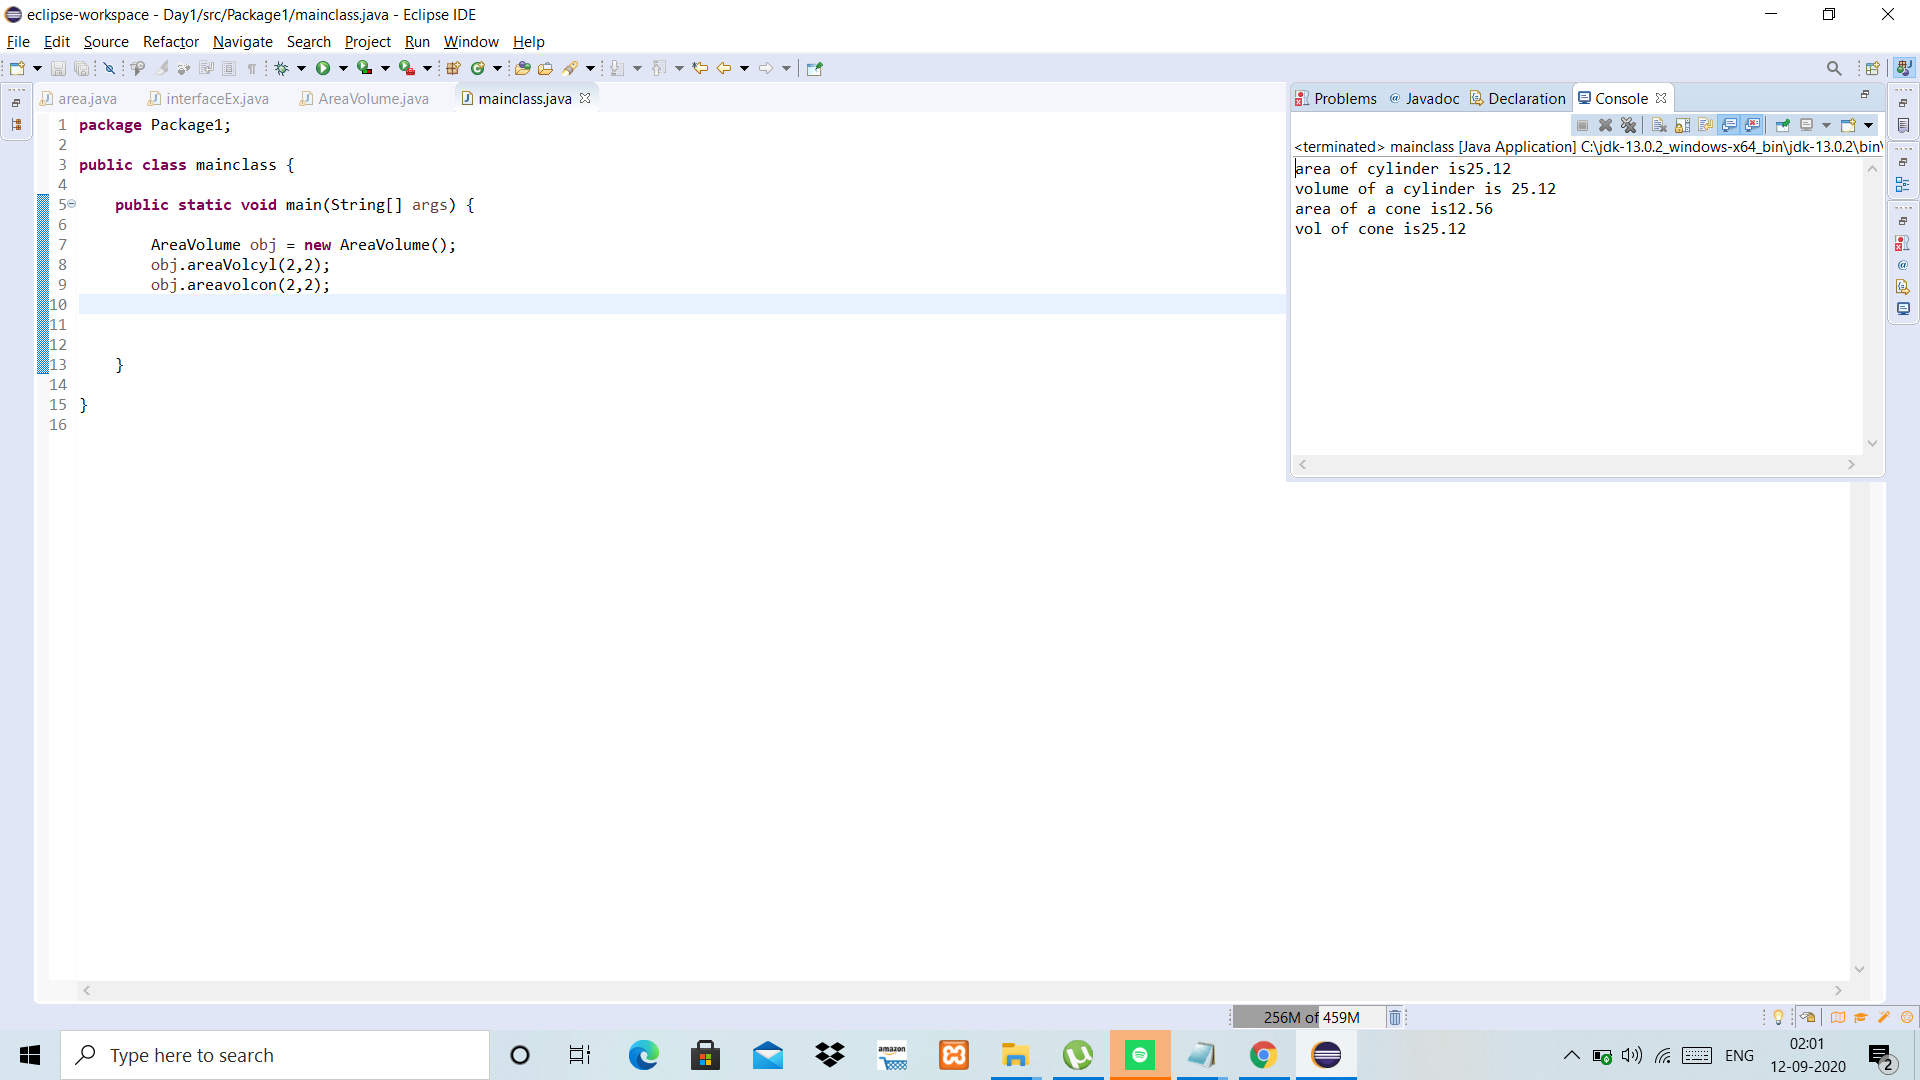 eclipse-workspace - Day1/src/Package1/mainclass.java - Eclipse IDE
File Edit Source Refactor Navigate Search Project Run Window Help
area.java interfaceEx.java AreaVolume.java mainclass.java
1 package Package1;
2
3 public class mainclass {
4
5 public static void main(String[] args) {
6
7 AreaVolume obj = new AreaVolume();
8 obj.areaVolcyl(2,2);
9 obj.areavolcon(2,2);
10
11
12
13 }
14
15 }
16
Problems @ Javadoc Declaration Console
<terminated> mainclass [Java Application] C:\jdk-13.0.2_windows-x64_bin\jdk-13.0.2\bin\
area of cylinder is25.12
volume of a cylinder is 25.12
area of a cone is12.56
vol of cone is25.12
256M of 459M
Type here to search
amazon
ENG
02:01
12-09-2020
2